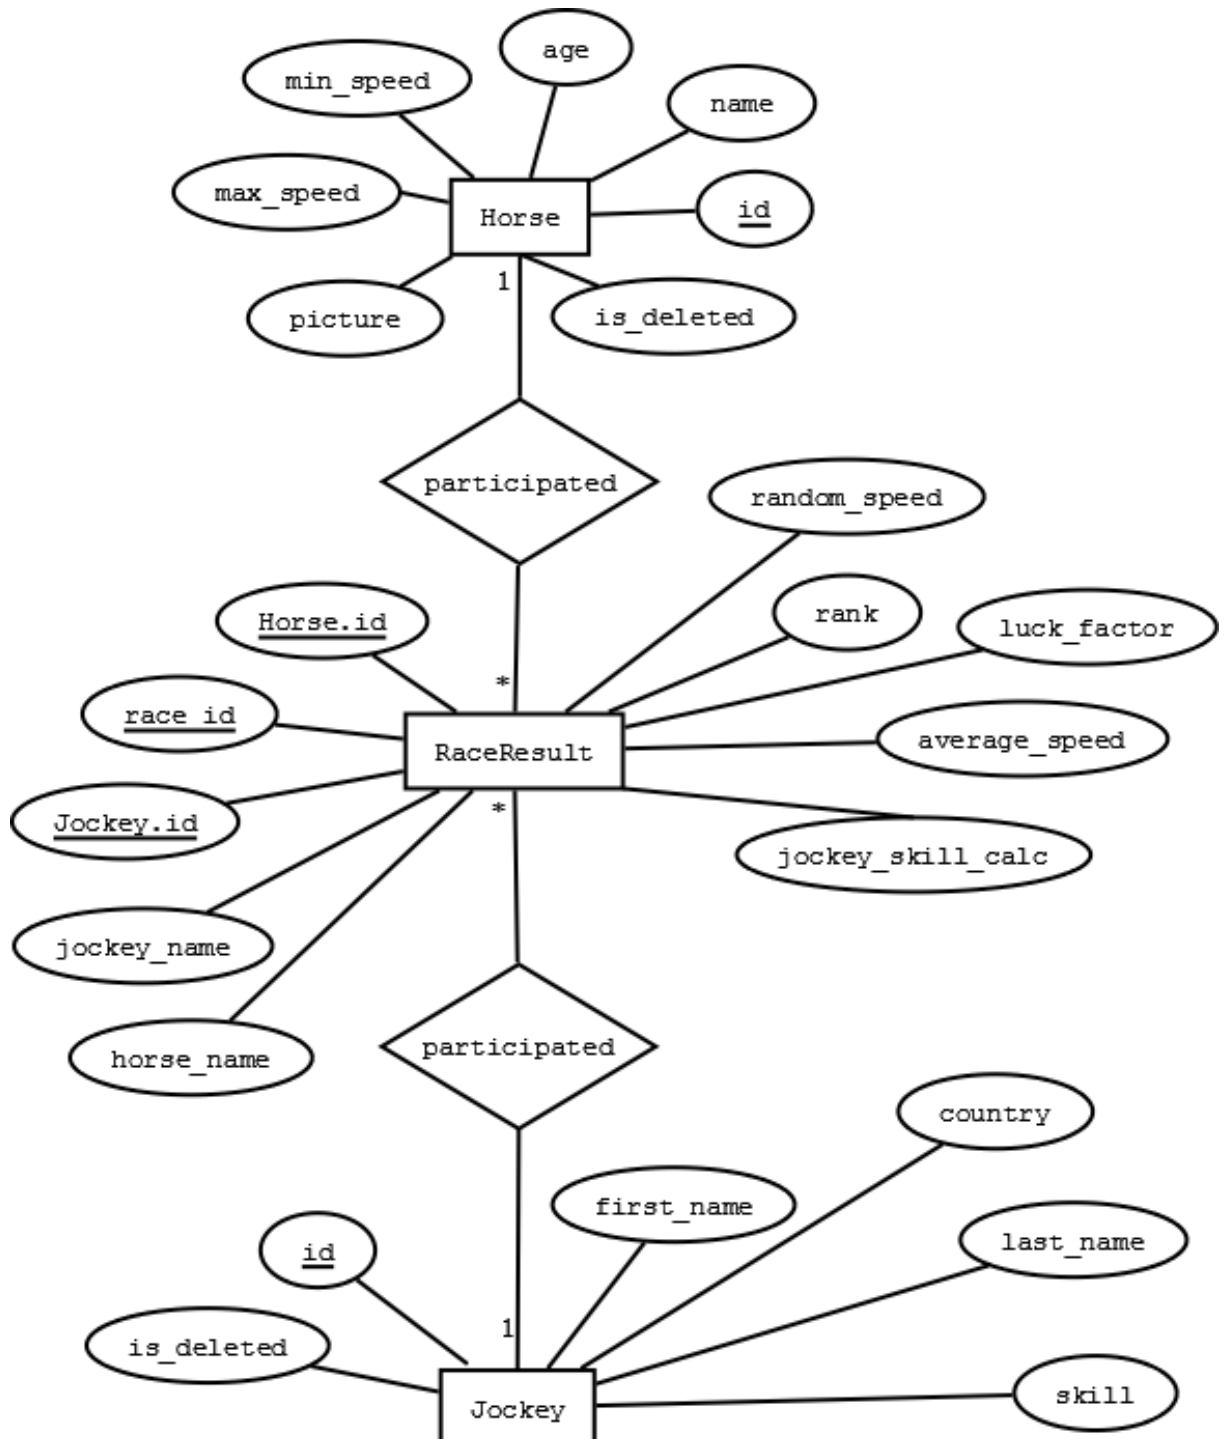 age
min_speed
name
max_speed
id
Horse
1
picture
is_deleted
participated
random_speed
rank
Horse.id
luck_factor
*
race_id
average_speed
RaceResult
*
Jockey.id
jockey_skill_calc
jockey_name
participated
horse_name
country
first_name
last_name
id
1
is_deleted
skill
Jockey